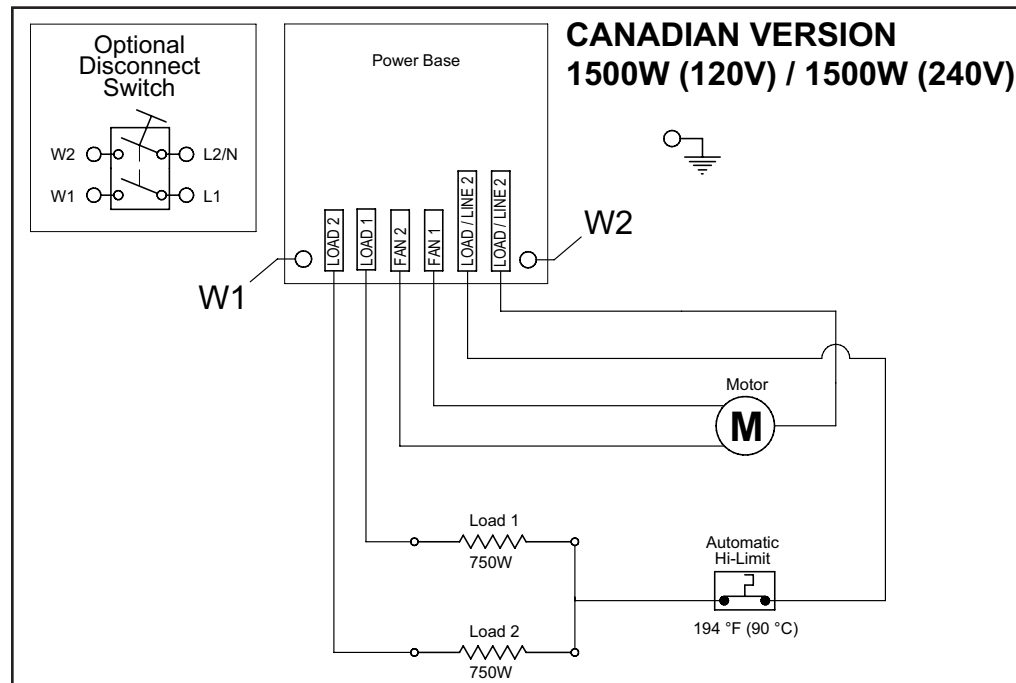 CANADIAN VERSION
1500W (120V) / 1500W (240V)
Optional
Disconnect
Switch
W2
L2/N
W1
L1
Power Base
LOAD 2
LOAD 1
FAN 2
FAN 1
LOAD / LINE 2
LOAD / LINE 2
W1
W2
Motor
M
Load 1
750W
Automatic
Hi-Limit
194 °F (90 °C)
Load 2
750W